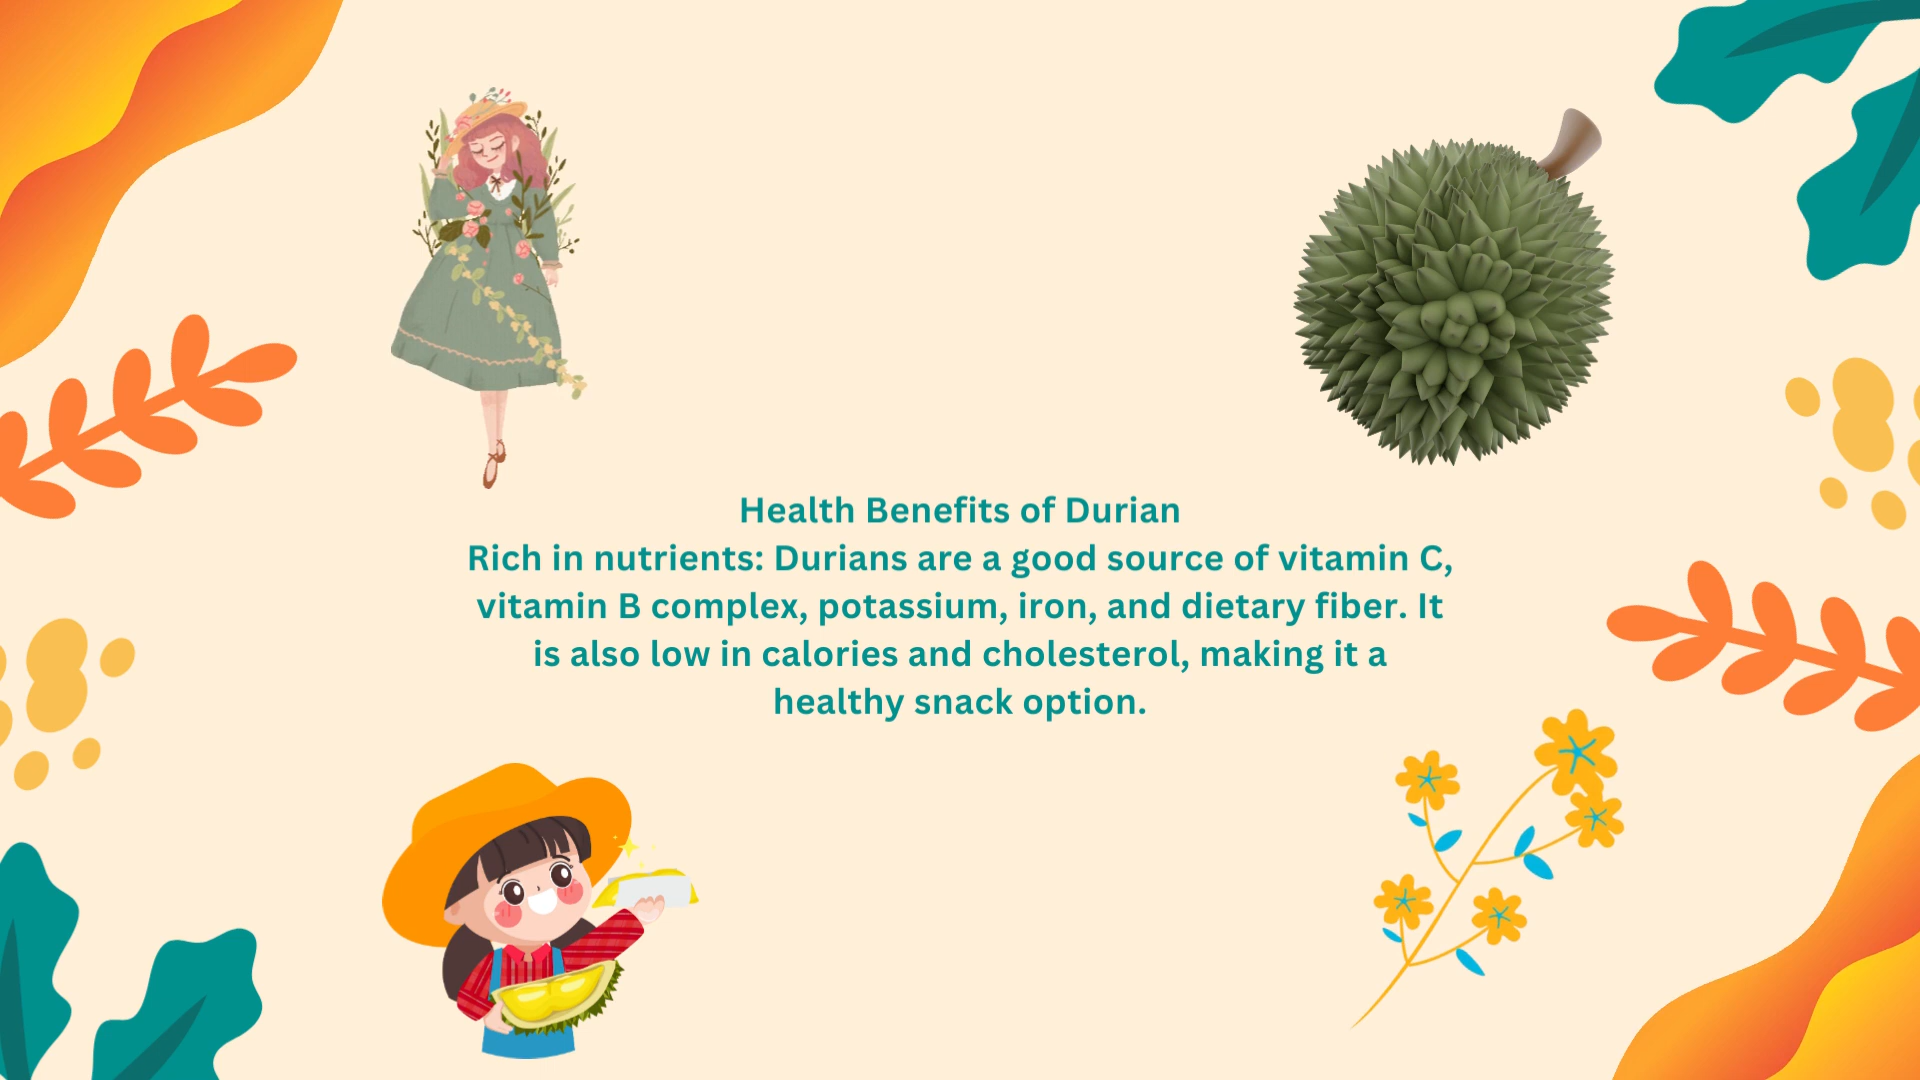 Health Benefits of Durian
Rich in nutrients: Durians are a good source of vitamin C,
vitamin B complex, potassium, iron, and dietary fiber. It
is also low in calories and cholesterol, making it a
healthy snack option.